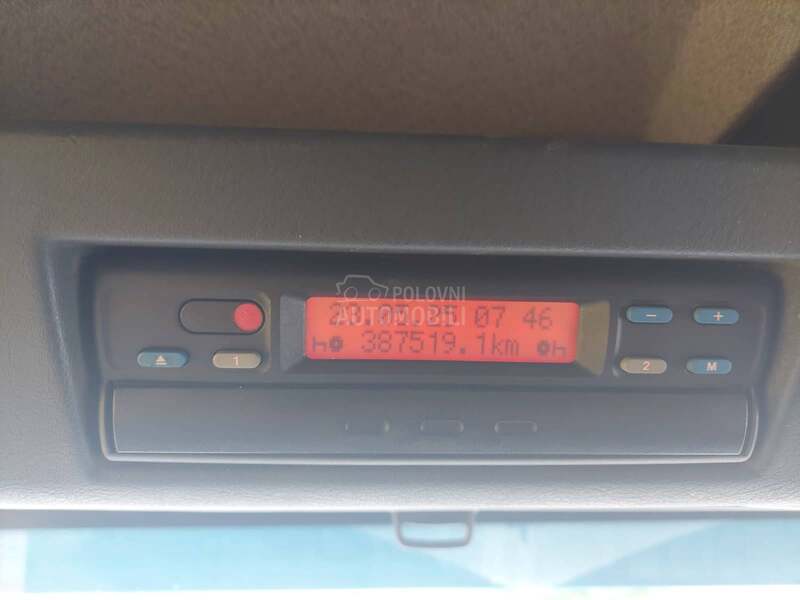 POLOVNI
AUTOMOBILI
07 46
387519.1km
h h
1
2
M
- +